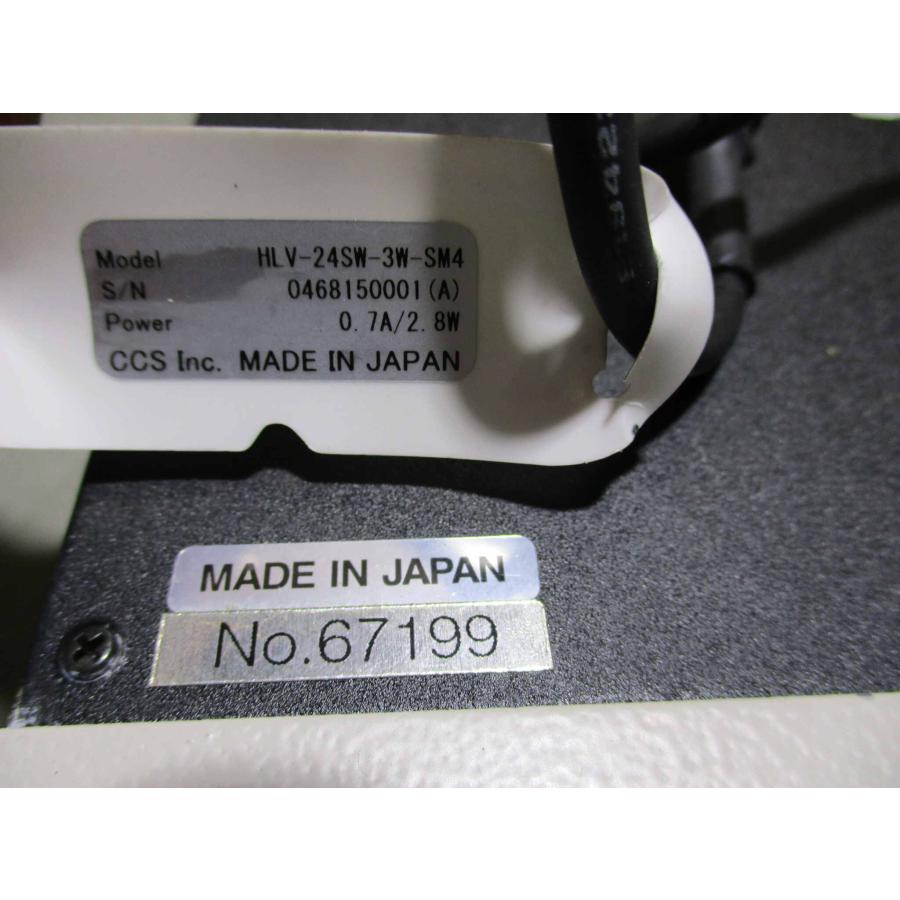 Model HLV-24SW-3W-SM4
S/N 0468150001(A)
Power 0.7A/2.8W
CCS Inc. MADE IN JAPAN
MADE IN JAPAN
No.67199